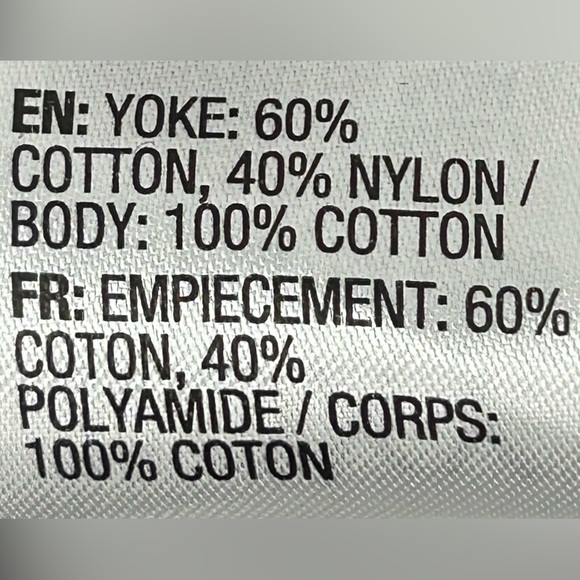 EN: YOKE: 60%
COTTON, 40% NYLON /
BODY: 100% COTTON
FR: EMPIECEMENT: 60%
COTON, 40%
POLYAMIDE / CORPS:
100% COTON